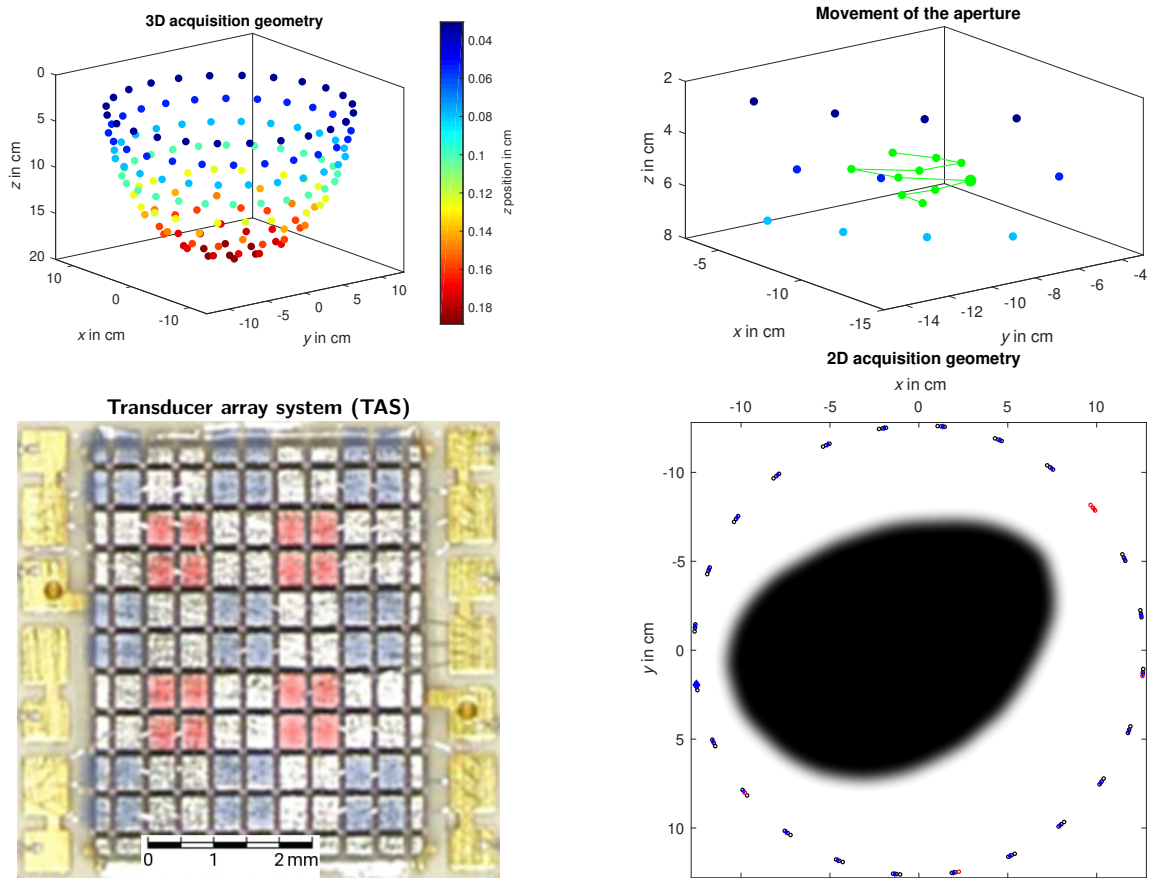 3D acquisition geometry
0
5
10
15
20
z in cm
10
0
-10
x in cm
-10
-5
0
5
10
y in cm
0.04
0.06
0.08
0.1
0.12
0.14
0.16
0.18
z position in cm
Movement of the aperture
2
4
6
8
z in cm
-5
-10
-15
x in cm
-14
-12
-10
-8
-6
-4
y in cm
Transducer array system (TAS)
0 1 2 mm
2D acquisition geometry
x in cm
-10 -5 0 5 10
-10
-5
0
5
10
y in cm